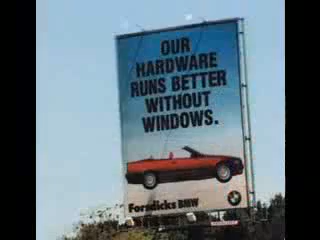 OUR
HARDWARE
RUNS BETTER
WITHOUT
WINDOWS.
Forsdicks BMW